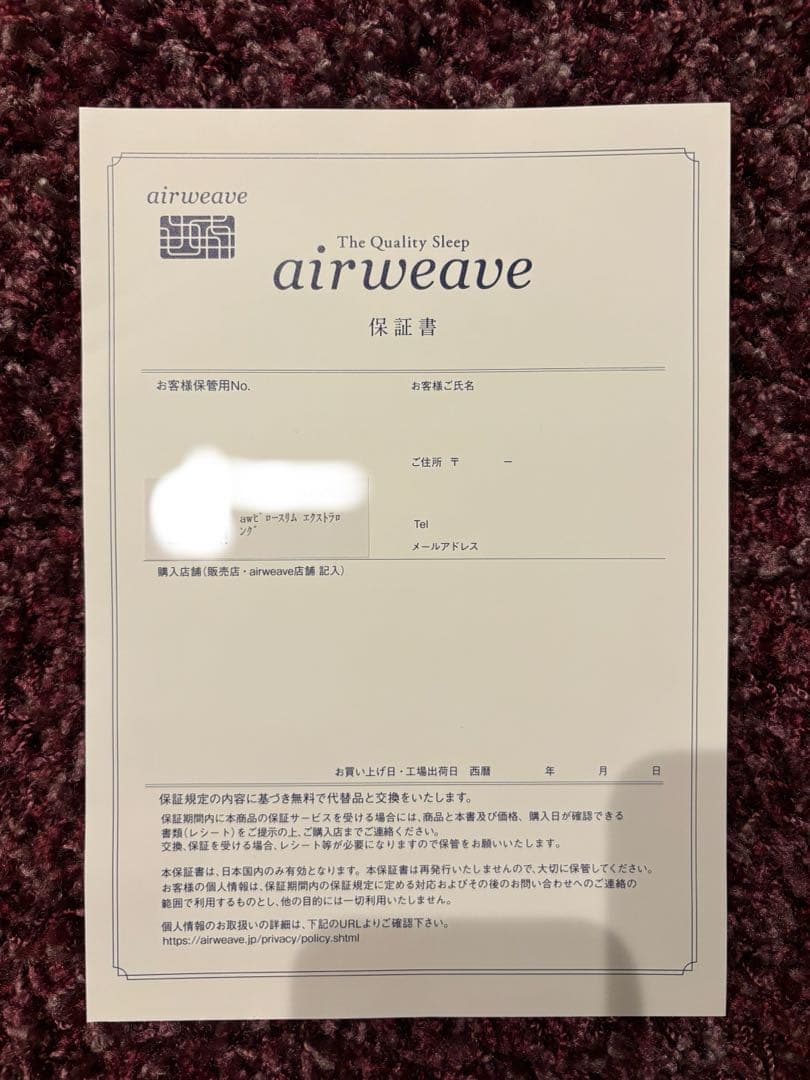 airweave
The Quality Sleep
airweave
保証書
お客様保管用No.
お客様ご氏名
ご住所 〒 －
awﾋﾟﾛｰｽﾘﾑ ｴｸｽﾄﾗﾛ
ﾝｸﾞ
Tel
メールアドレス
購入店舗（販売店・airweave店舗 記入）
お買い上げ日・工場出荷日 西暦 年 月 日
保証規定の内容に基づき無料で代替品と交換をいたします。
保証期間内に本商品の保証サービスを受ける場合には、商品と本書及び価格、購入日が確認できる
書類（レシート）をご提示の上、ご購入店までご連絡ください。
交換、保証を受ける場合、レシート等が必要になりますので保管をお願いいたします。
本保証書は、日本国内のみ有効となります。本保証書は再発行いたしませんので、大切に保管してください。
お客様の個人情報は、保証期間内の保証規定に定める対応およびその後のお問い合わせへのご連絡の
範囲で利用するものとし、他の目的には一切利用いたしません。
個人情報のお取扱いの詳細は、下記のURLよりご確認下さい。
https://airweave.jp/privacy/policy.shtml